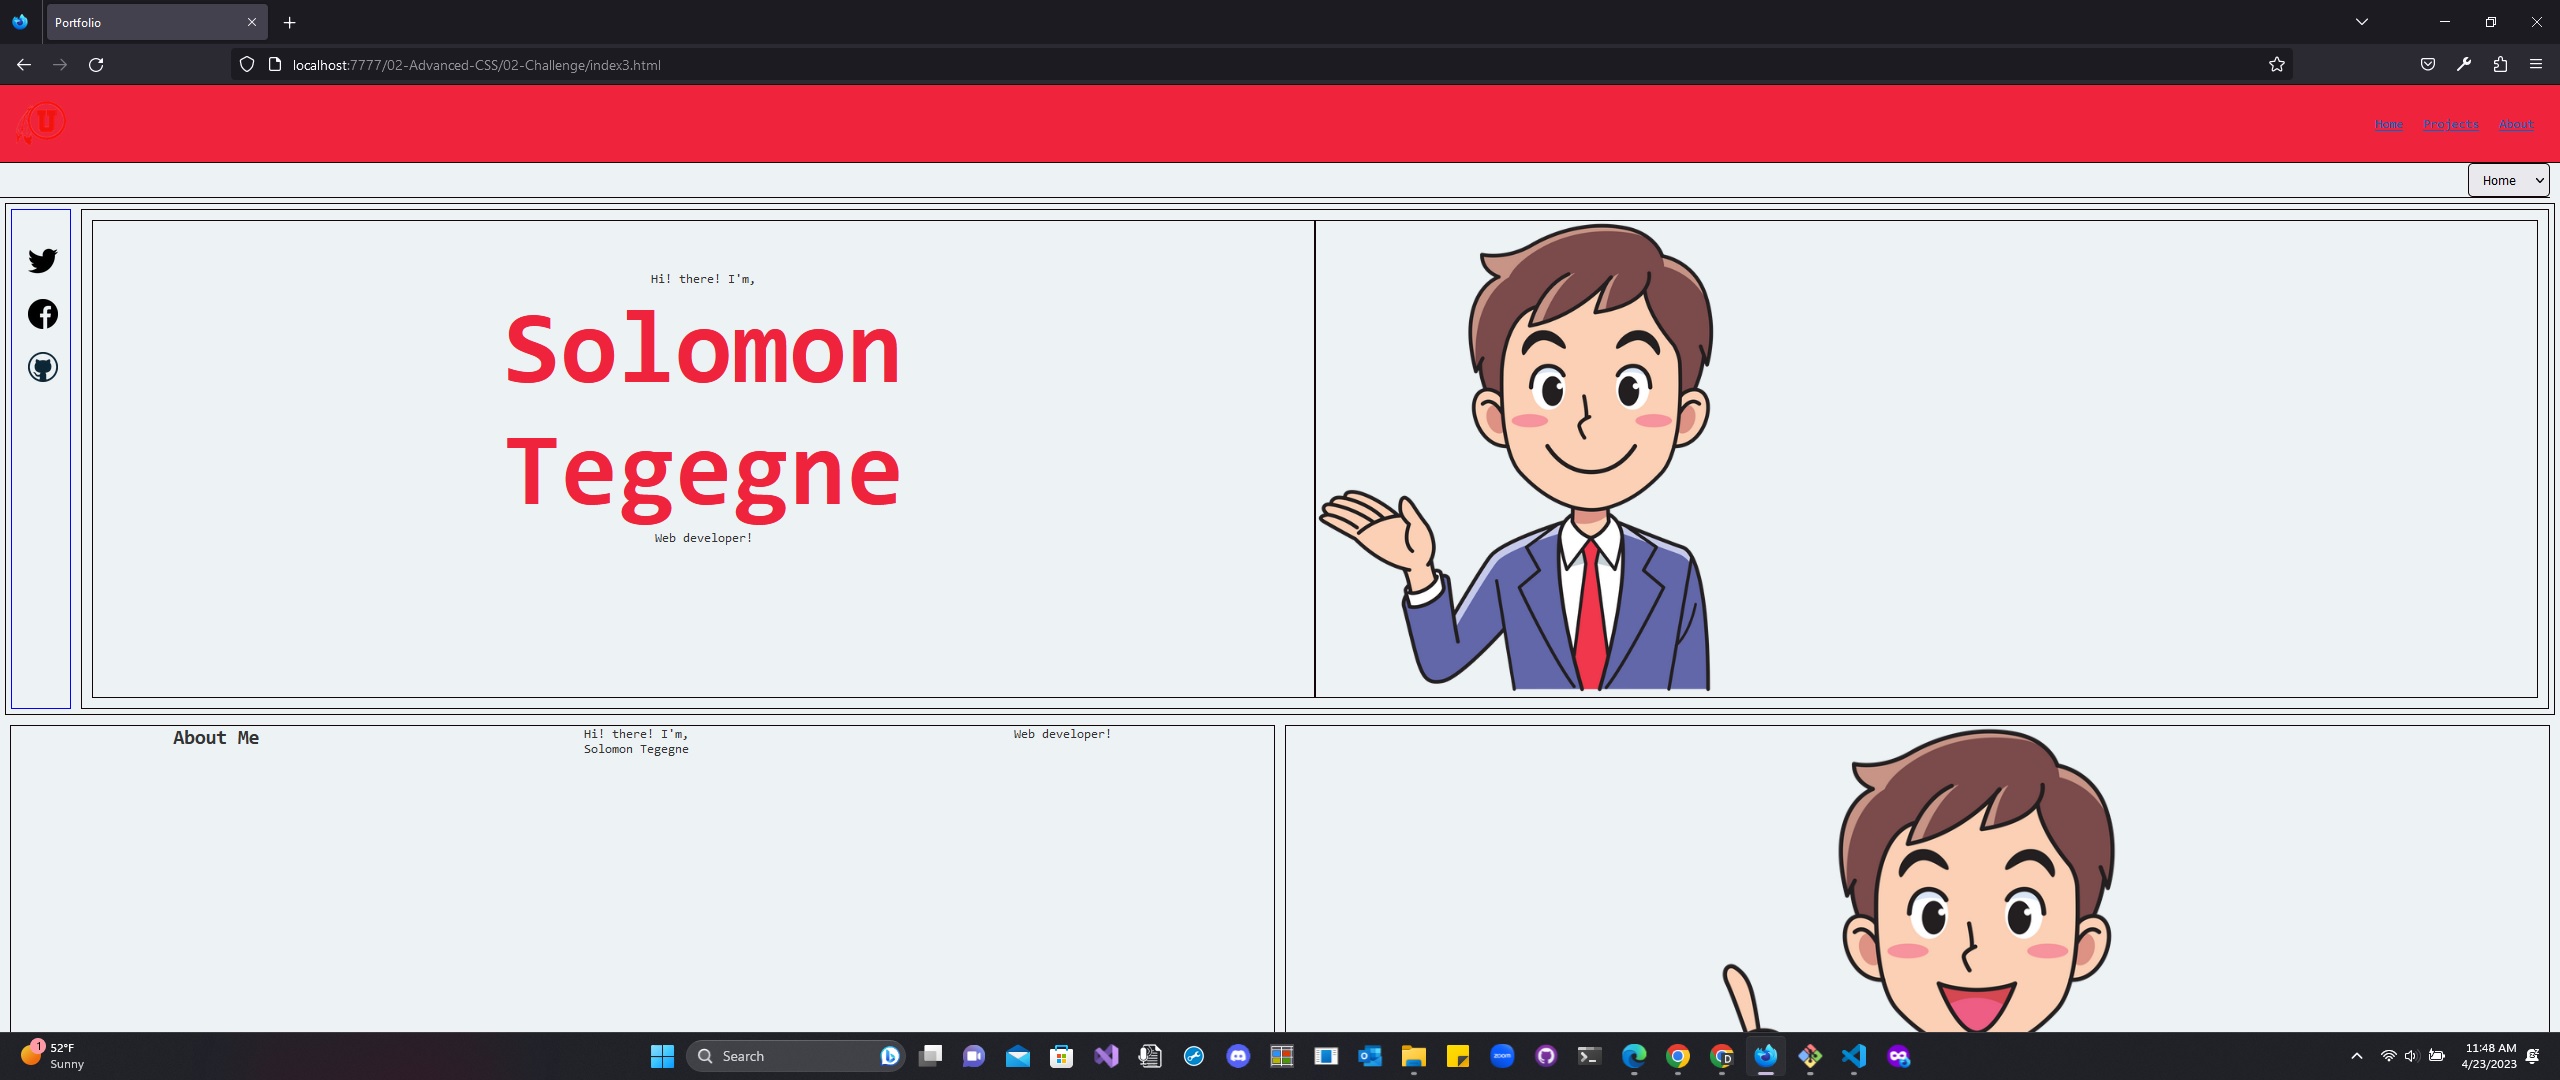 Portfolio
localhost:7777/02-Advanced-CSS/02-Challenge/index3.html
U
Home Projects About
Home
Hi! there! I'm,
Solomon
Tegegne
Web developer!
About Me
Hi! there! I'm,
Solomon Tegegne
Web developer!
1
52°F
Sunny
Search
zoom
D
11:48 AM
4/23/2023